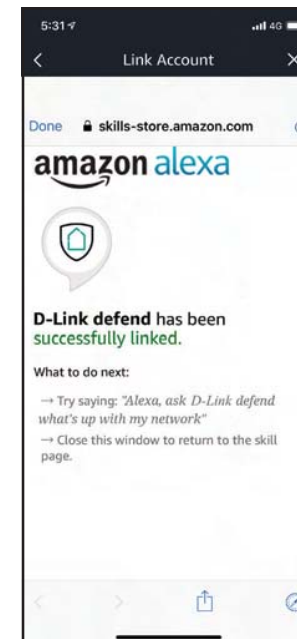 5:31 4G
Link Account
Done skills-store.amazon.com
amazon alexa
D-Link defend has been
successfully linked.
What to do next:
→ Try saying: "Alexa, ask D-Link defend
what's up with my network"
→ Close this window to return to the skill
page.